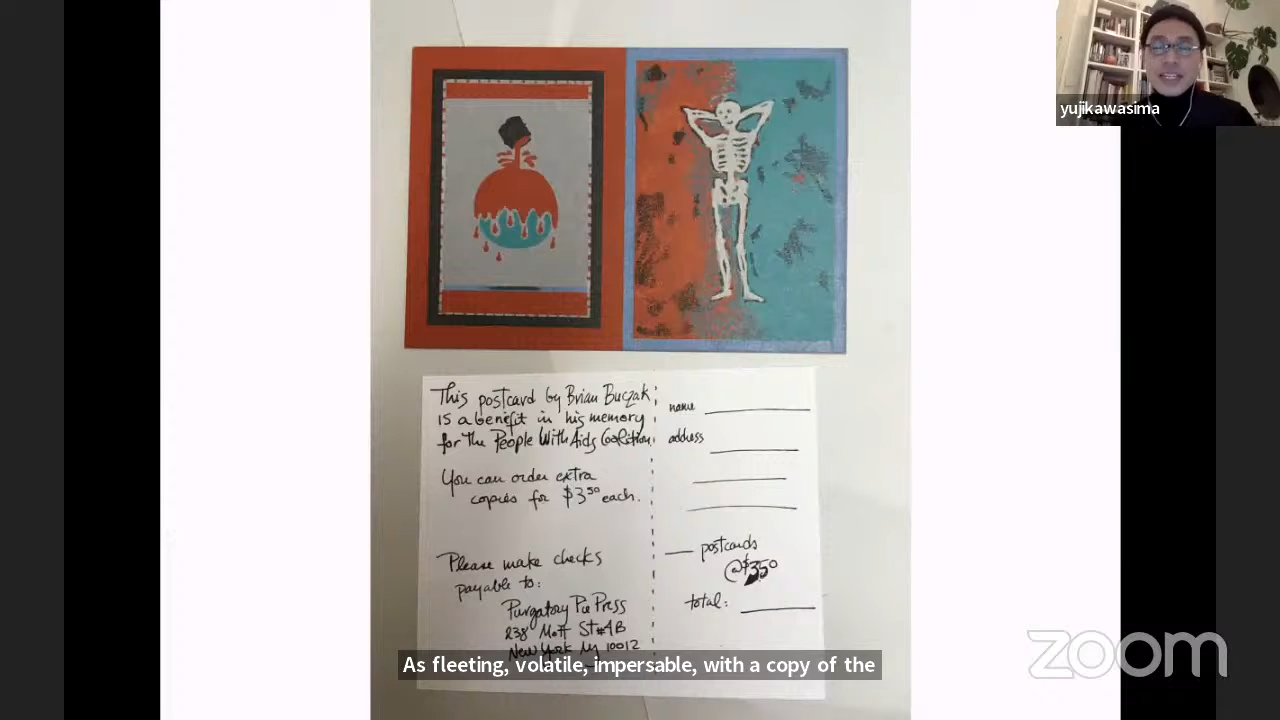 yujikawasima
This postcard by Brian Buczak
is a benefit in his memory
for The People With Aids Coalition.
You can order extra
copies for $3.50 each.
Please make checks
payable to:
Purgatory Pie Press
238 Mott St #4B
New York Ny 10012
name
address
postcards
@ $3.50
total:
As fleeting, volatile, impersable, with a copy of the
zoom